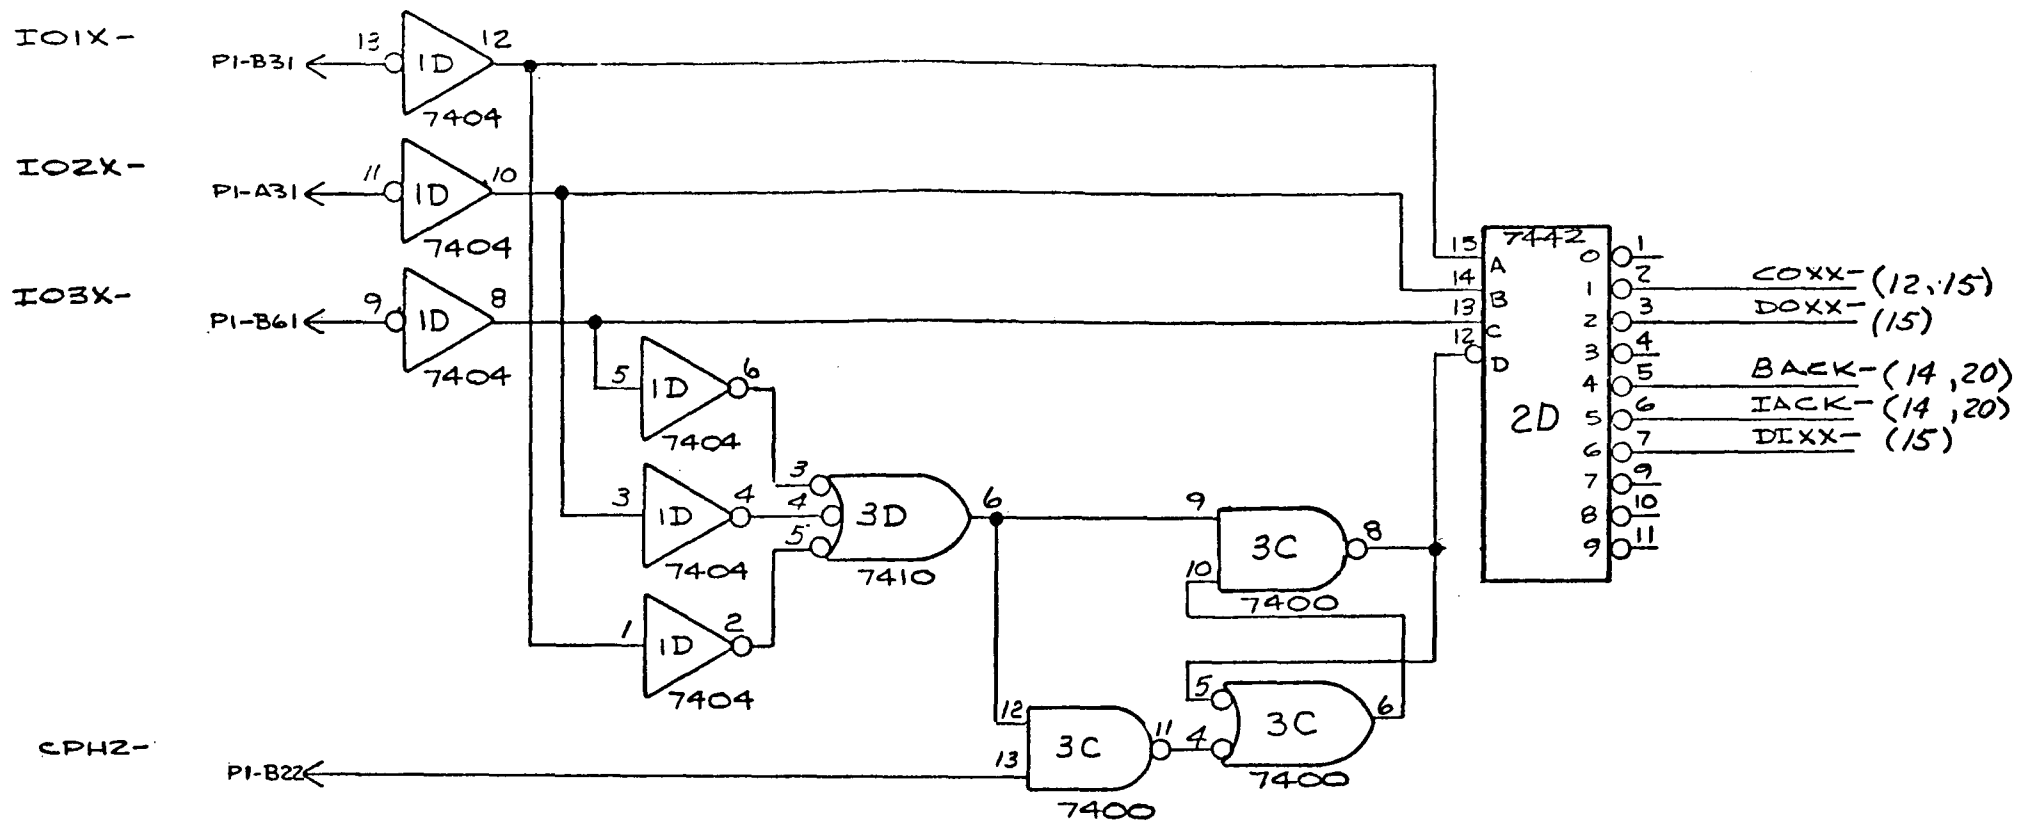 IO1X-
P1-B31
13
1D
12
7404
IO2X-
P1-A31
11
1D
10
7404
IO3X-
P1-B61
9
1D
8
7404
5
1D
6
7404
3
1D
4
7404
1
1D
2
7404
3
4
5
3D
6
7410
9
10
3C
8
7400
12
13
3C
11
7400
5
4
3C
6
7400
CPH2-
P1-B22
7442
2D
15
A
14
B
13
C
12
D
0
1
1
2
COXX- (12, 15)
2
3
DOXX- (15)
3
4
4
5
BACK- (14, 20)
5
6
IACK- (14, 20)
6
7
DIXX- (15)
7
9
8
10
9
11